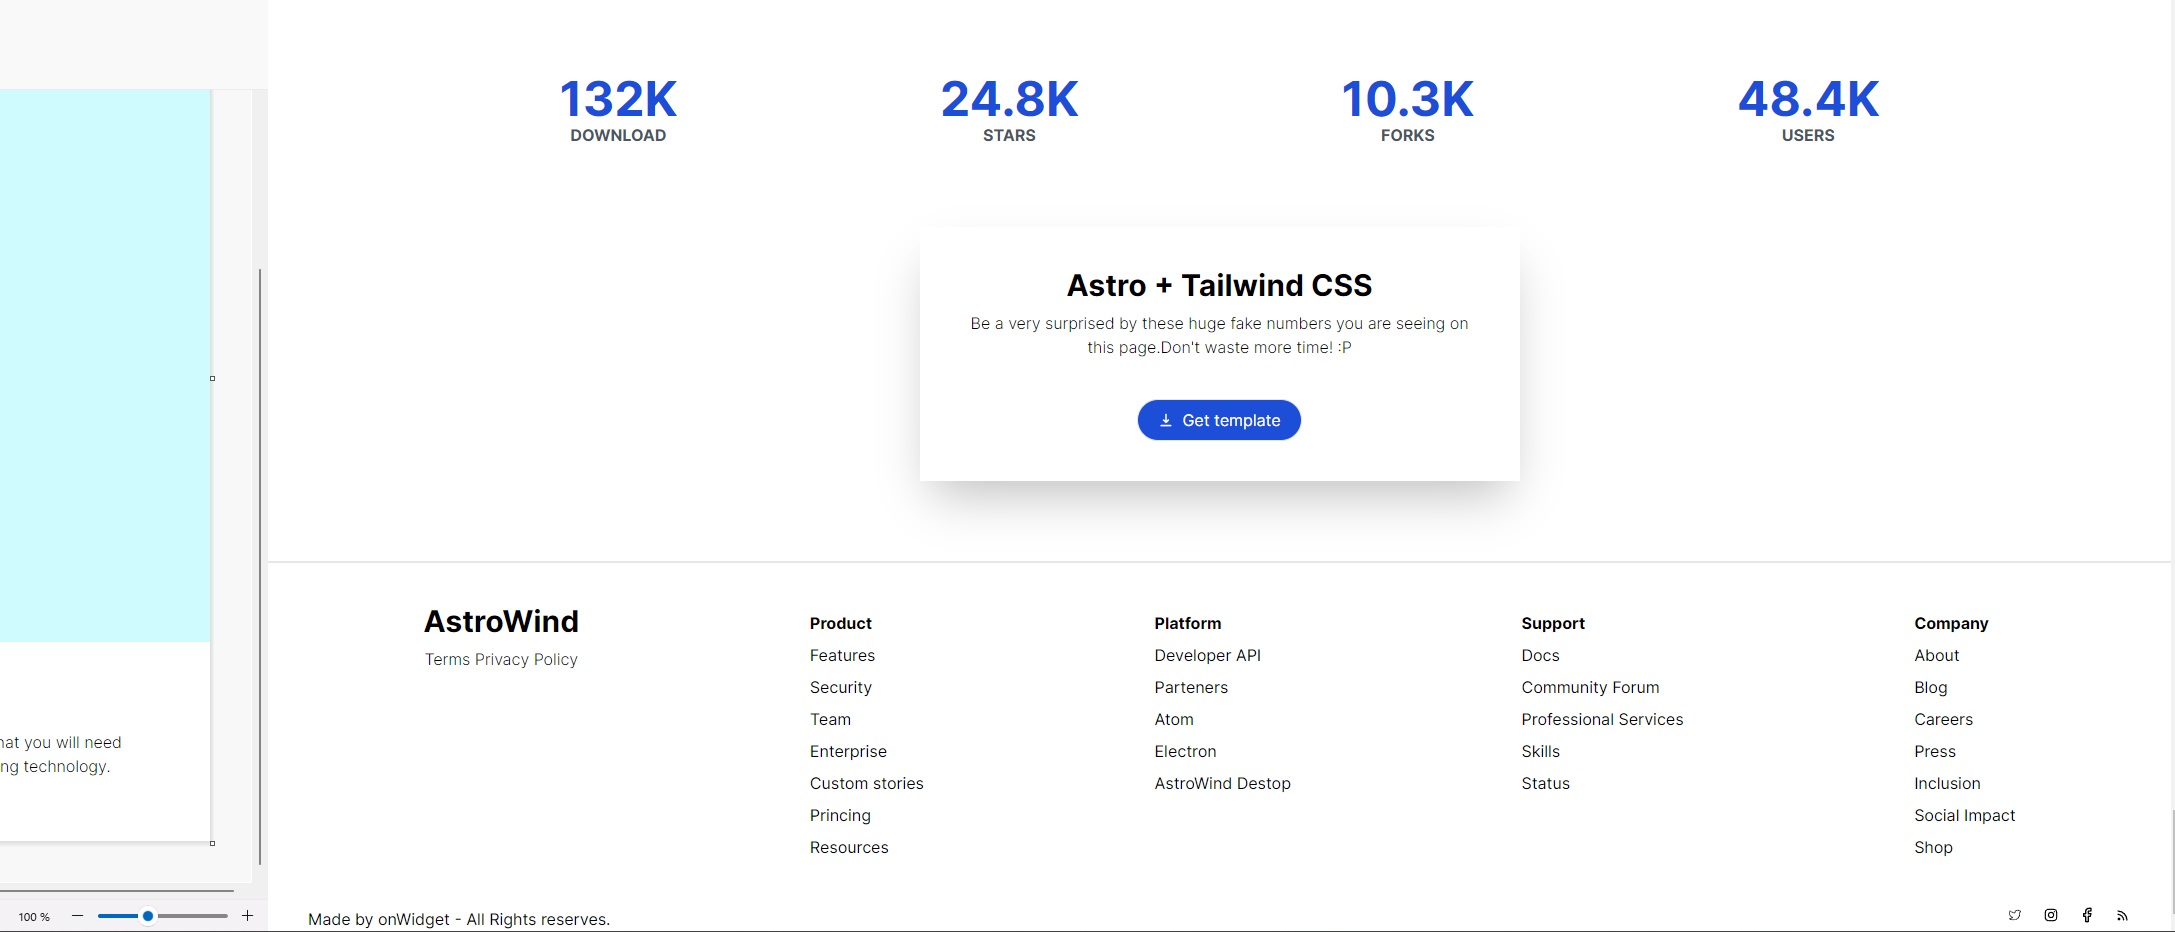 132K
DOWNLOAD
24.8K
STARS
10.3K
FORKS
48.4K
USERS
Astro + Tailwind CSS
Be a very surprised by these huge fake numbers you are seeing on
this page.Don't waste more time! :P
Get template
AstroWind
Terms Privacy Policy
Product
Features
Security
Team
Enterprise
Custom stories
Princing
Resources
Platform
Developer API
Parteners
Atom
Electron
AstroWind Destop
Support
Docs
Community Forum
Professional Services
Skills
Status
Company
About
Blog
Careers
Press
Inclusion
Social Impact
Shop
you will need
technology.
100 %
Made by onWidget - All Rights reserves.